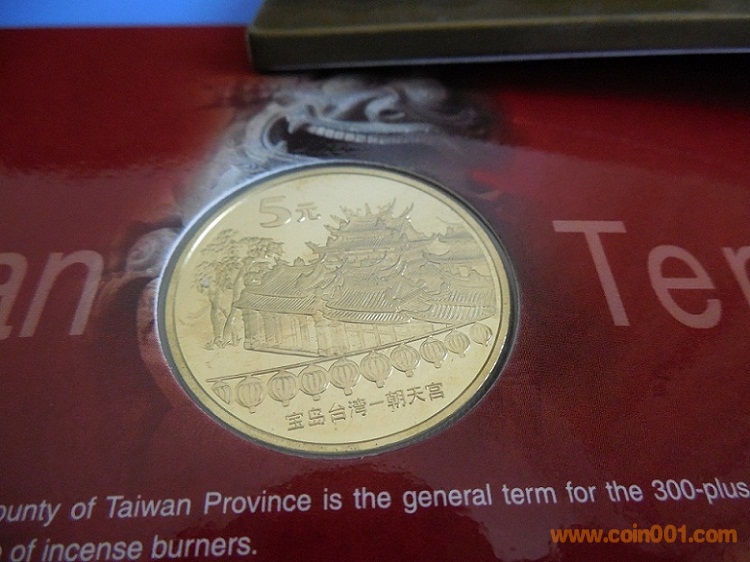 5元
an Te
宝岛台湾—朝天宫
ounty of Taiwan Province is the general term for the 300-plus
of incense burners.
www.coin001.com